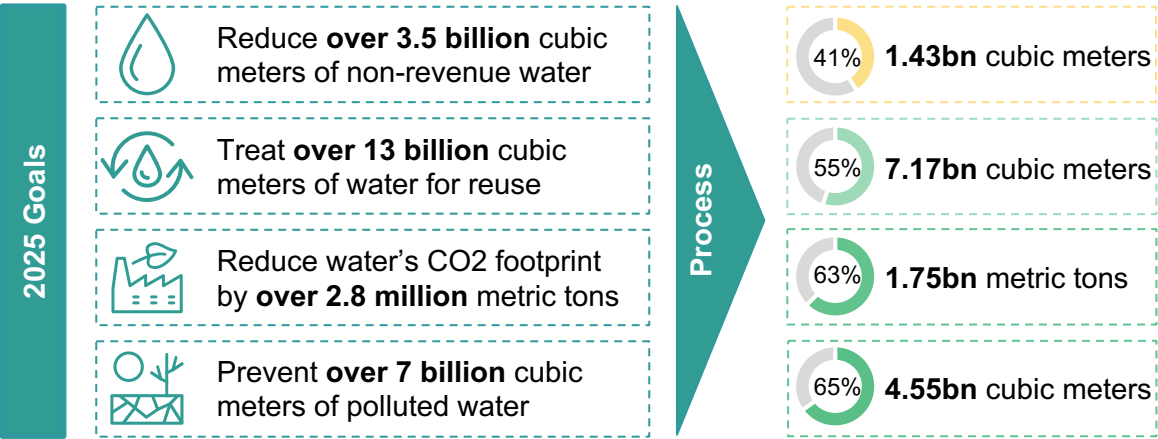 2025 Goals
Reduce over 3.5 billion cubic
meters of non-revenue water
Treat over 13 billion cubic
meters of water for reuse
Reduce water's CO2 footprint
by over 2.8 million metric tons
Prevent over 7 billion cubic
meters of polluted water
Process
41%
1.43bn cubic meters
55%
7.17bn cubic meters
63%
1.75bn metric tons
65%
4.55bn cubic meters